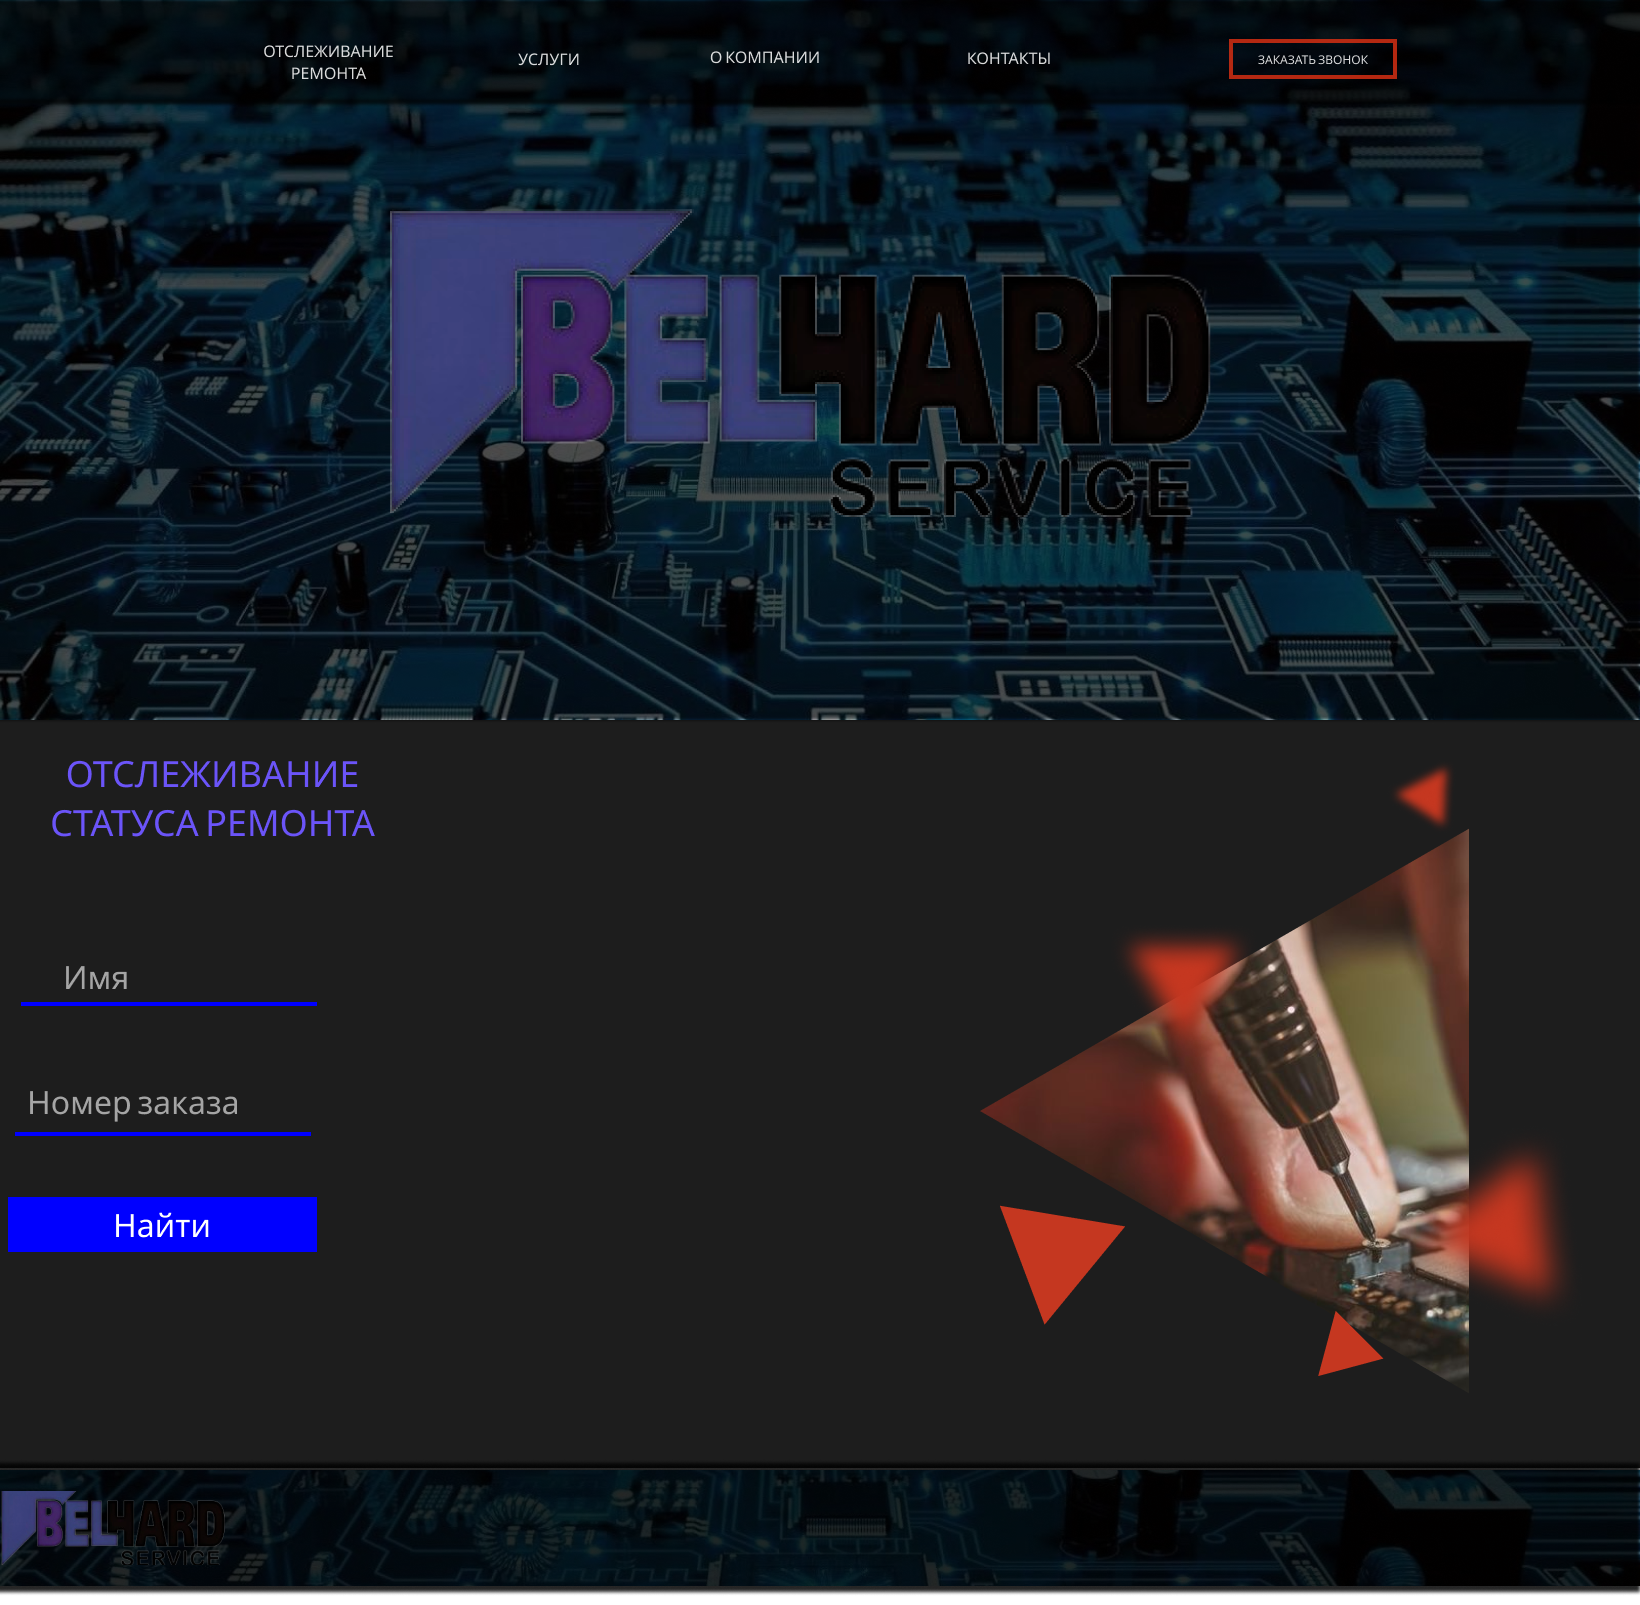 ОТСЛЕЖИВАНИЕ
РЕМОНТА
УСЛУГИ
О КОМПАНИИ
КОНТАКТЫ
ЗАКАЗАТЬ ЗВОНОК
BELHARD
SERVICE
ОТСЛЕЖИВАНИЕ
СТАТУСА РЕМОНТА
Имя
Номер заказа
Найти
BELHARD
SERVICE